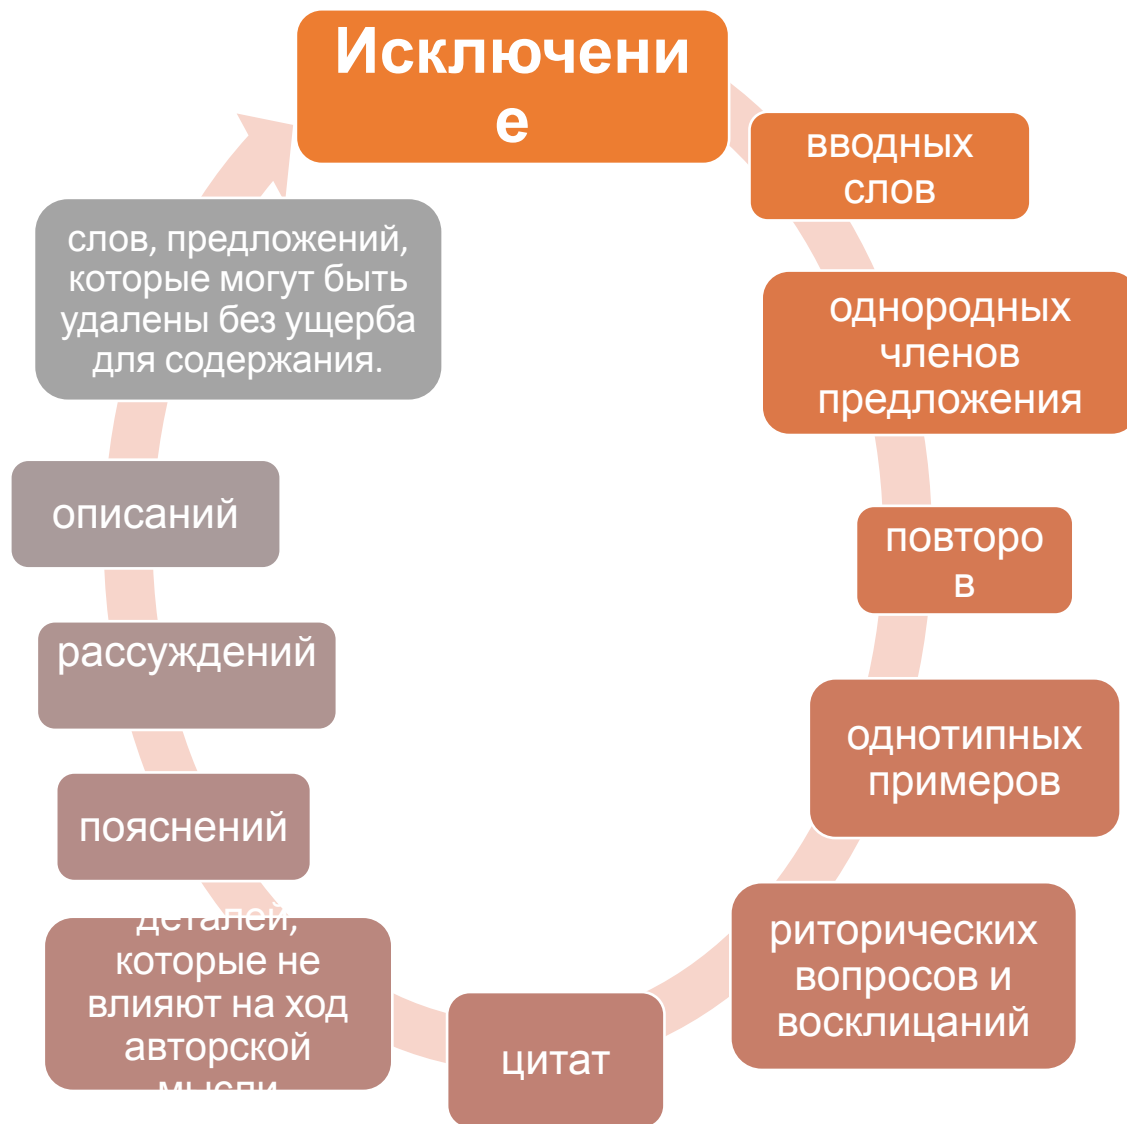 Исключени
е
вводных
слов
однородных
членов
предложения
повторо
в
однотипных
примеров
риторических
вопросов и
восклицаний
цитат
деталей,
которые не
влияют на ход
авторской
мысли
пояснений
рассуждений
описаний
слов, предложений,
которые могут быть
удалены без ущерба
для содержания.